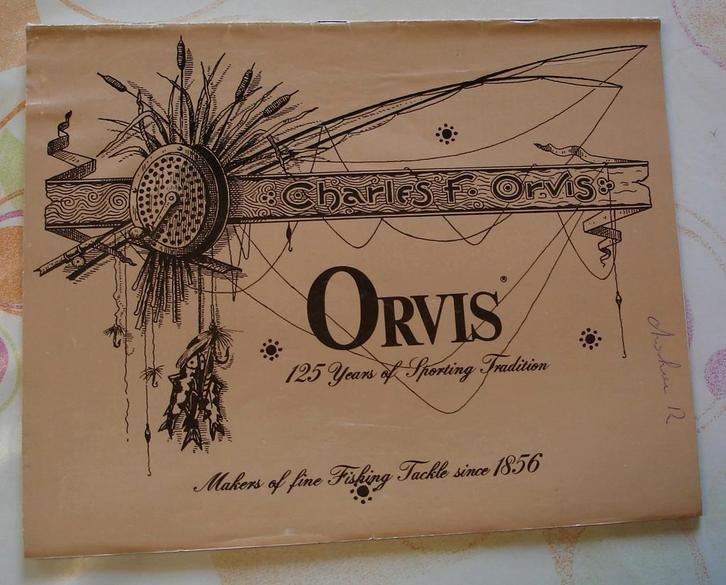 Charles F. Orvis
ORVIS®
125 Years of Sporting Tradition
Makers of fine Fishing Tackle since 1856